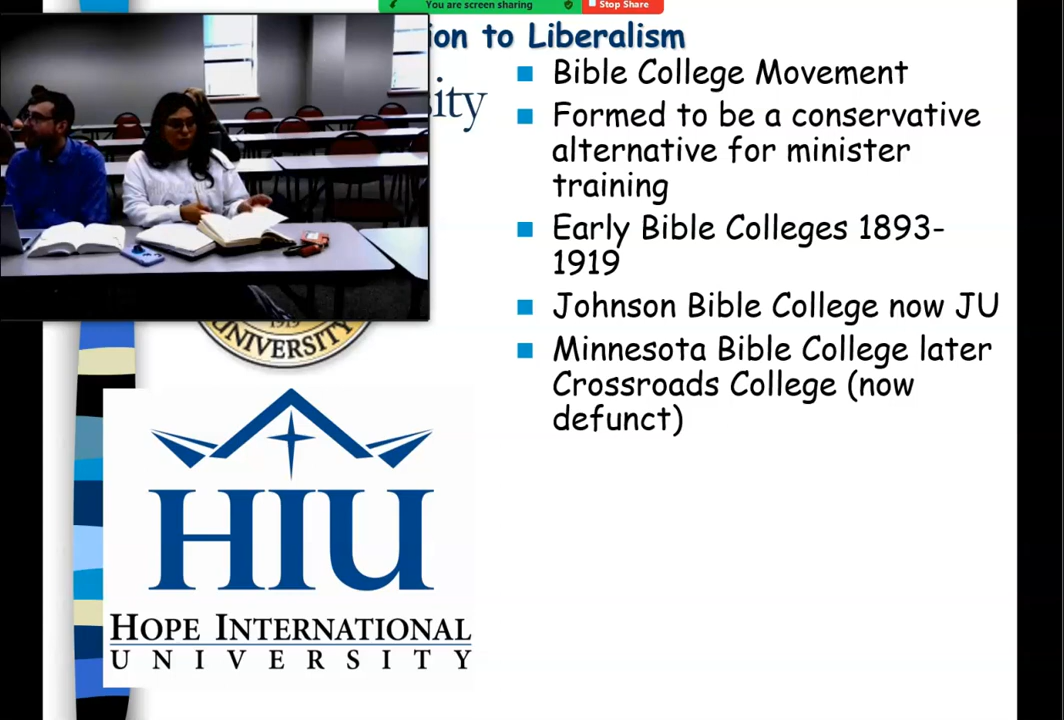 You are screen sharing
Stop Share
ion to Liberalism
sity
Bible College Movement
Formed to be a conservative
alternative for minister
training
Early Bible Colleges 1893-
1919
Johnson Bible College now JU
Minnesota Bible College later
Crossroads College (now
defunct)
1919
UNIVERSITY
HIU
HOPE INTERNATIONAL
UNIVERSITY